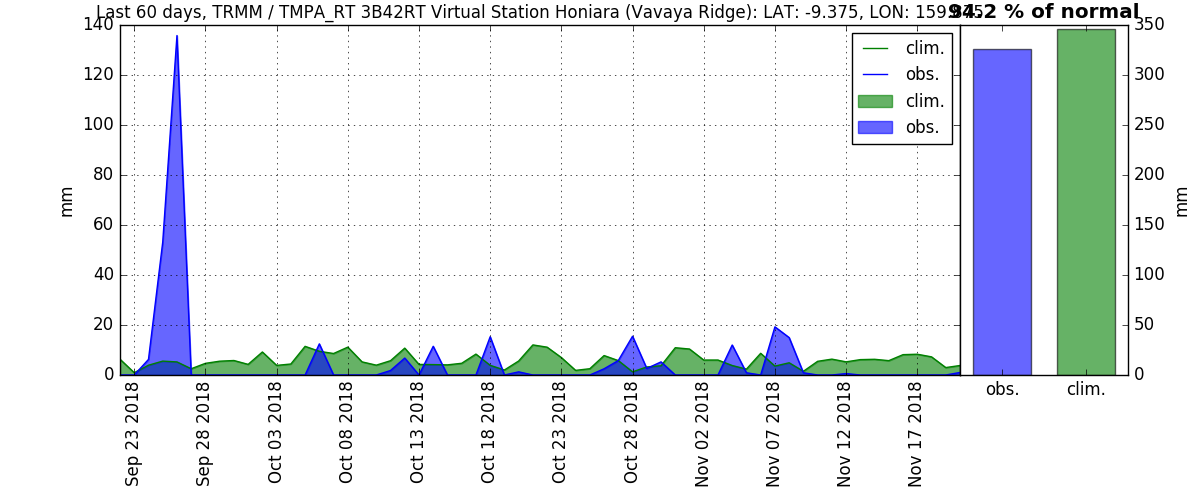 Last 60 days, TRMM / TMPA_RT 3B42RT Virtual Station Honiara (Vavaya Ridge): LAT: -9.375, LON:
94.2 % of normal
140
120
100
80
60
40
20
0
mm
clim.
obs.
clim.
obs.
350
300
250
200
150
100
50
0
mm
obs.
clim.
Sep 23 2018
Sep 28 2018
Oct 03 2018
Oct 08 2018
Oct 13 2018
Oct 18 2018
Oct 23 2018
Oct 28 2018
Nov 02 2018
Nov 07 2018
Nov 12 2018
Nov 17 2018